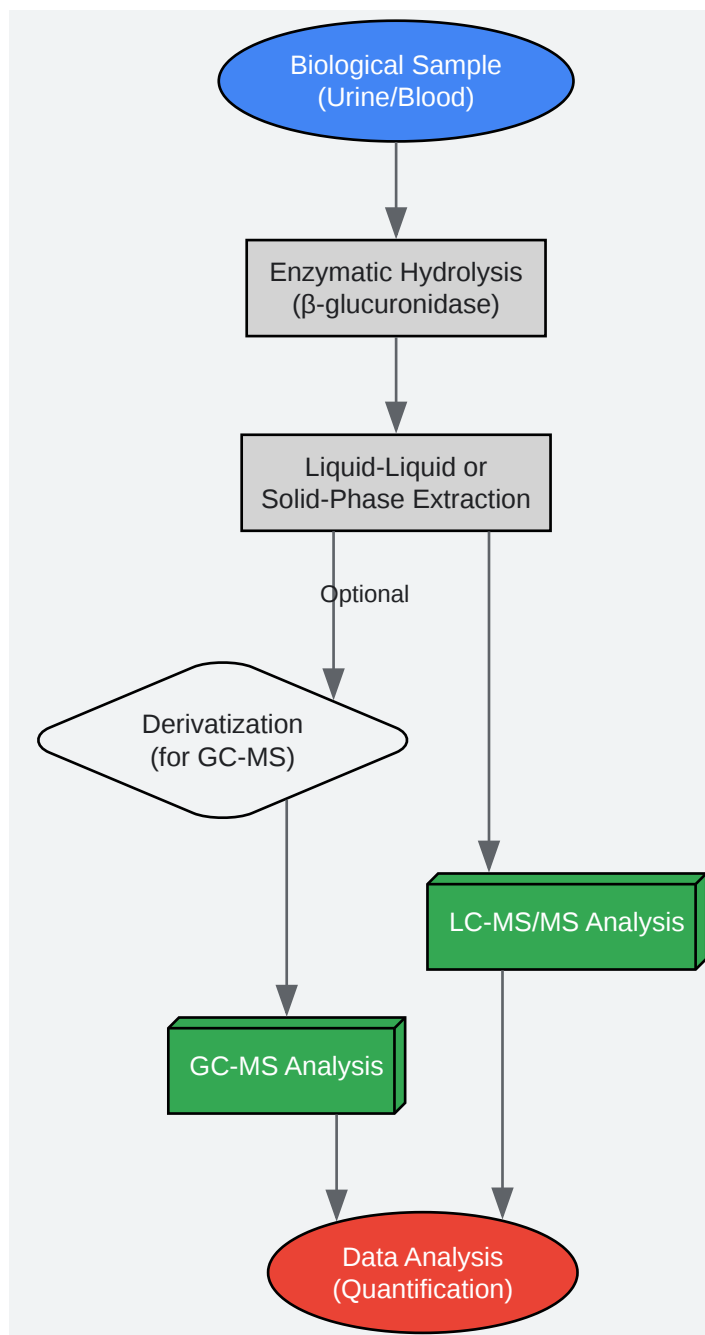 Biological Sample
(Urine/Blood)
Enzymatic Hydrolysis
(β-glucuronidase)
Liquid-Liquid or
Solid-Phase Extraction
Optional
Derivatization
(for GC-MS)
LC-MS/MS Analysis
GC-MS Analysis
Data Analysis
(Quantification)